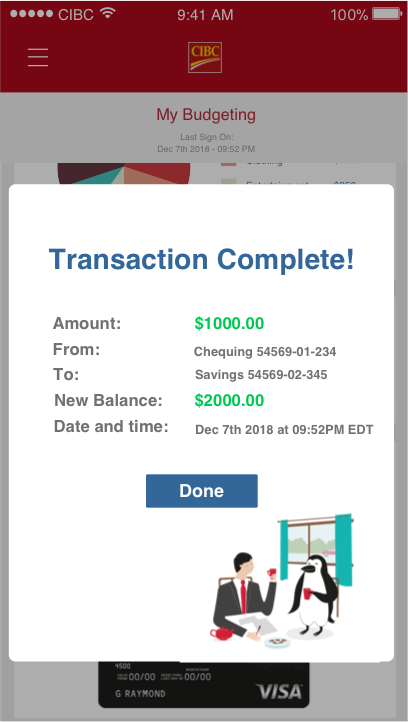 CIBC 9:41 AM 100%
CIBC
My Budgeting
Last Sign On:
Dec 7th 2018 - 09:52 PM
Transaction Complete!
Amount: $1000.00
From: Chequing 54569-01-234
To: Savings 54569-02-345
New Balance: $2000.00
Date and time: Dec 7th 2018 at 09:52PM EDT
Done
4500
00/00 00/00
G RAYMOND VISA